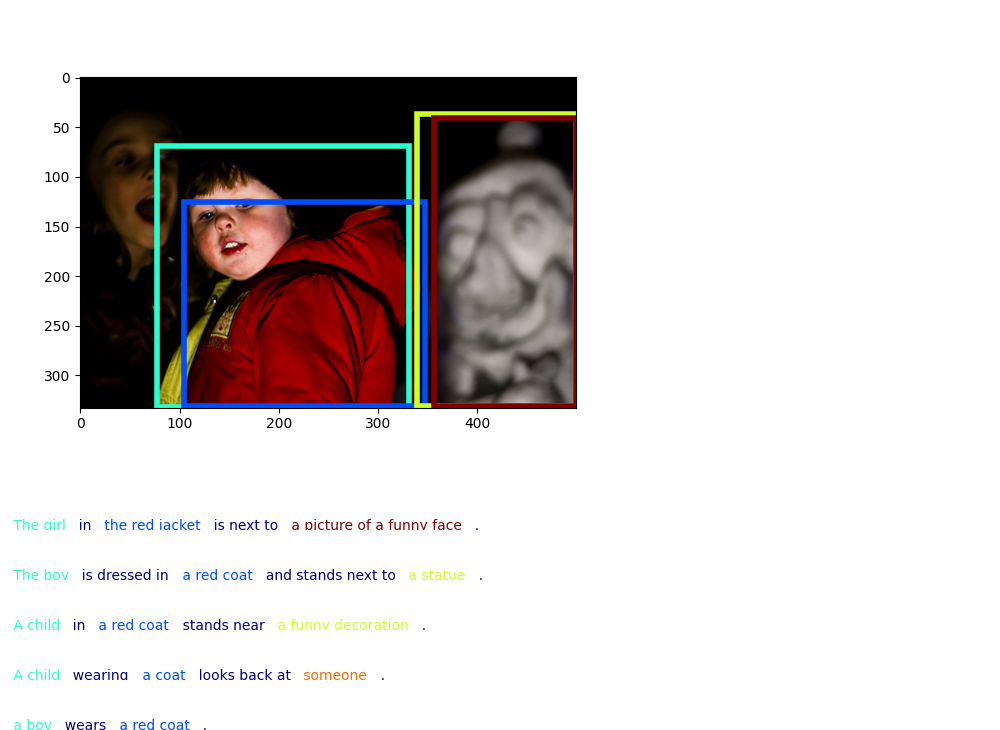 0
50
100
150
200
250
300
0 100 200 300 400
The girl in the red jacket is next to a picture of a funny face .
The boy is dressed in a red coat and stands next to a statue .
A child in a red coat stands near a funny decoration .
A child wearing a coat looks back at someone .
a boy wears a red coat .